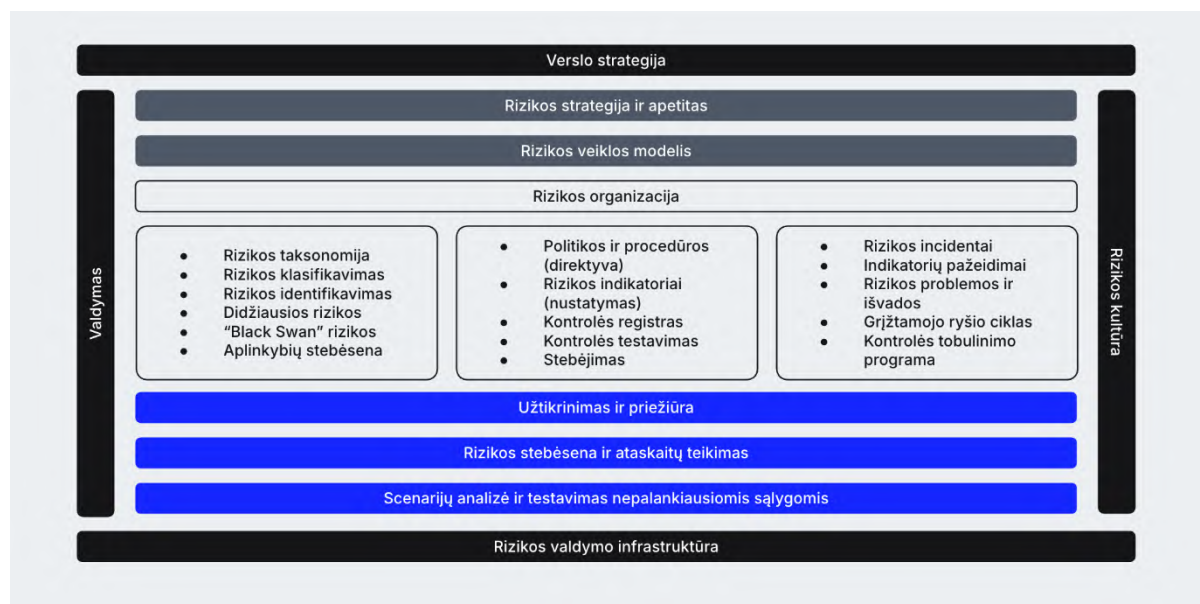 Verslo strategija
Valdymas
Rizikos strategija ir apetitas
Rizikos veiklos modelis
Rizikos organizacija
● Rizikos taksonomija
● Rizikos klasifikavimas
● Rizikos identifikavimas
● Didžiausios rizikos
● “Black Swan” rizikos
● Aplinkybių stebėsena
● Politikos ir procedūros
(direktyva)
● Rizikos indikatoriai
(nustatymas)
● Kontrolės registras
● Kontrolės testavimas
● Stebėjimas
● Rizikos incidentai
● Indikatorių pažeidimai
● Rizikos problemos ir
išvados
● Grįžtamojo ryšio ciklas
● Kontrolės tobulinimo
programa
Užtikrinimas ir priežiūra
Rizikos stebėsena ir ataskaitų teikimas
Scenarijų analizė ir testavimas nepalankiausiomis sąlygomis
Rizikos kultūra
Rizikos valdymo infrastruktūra